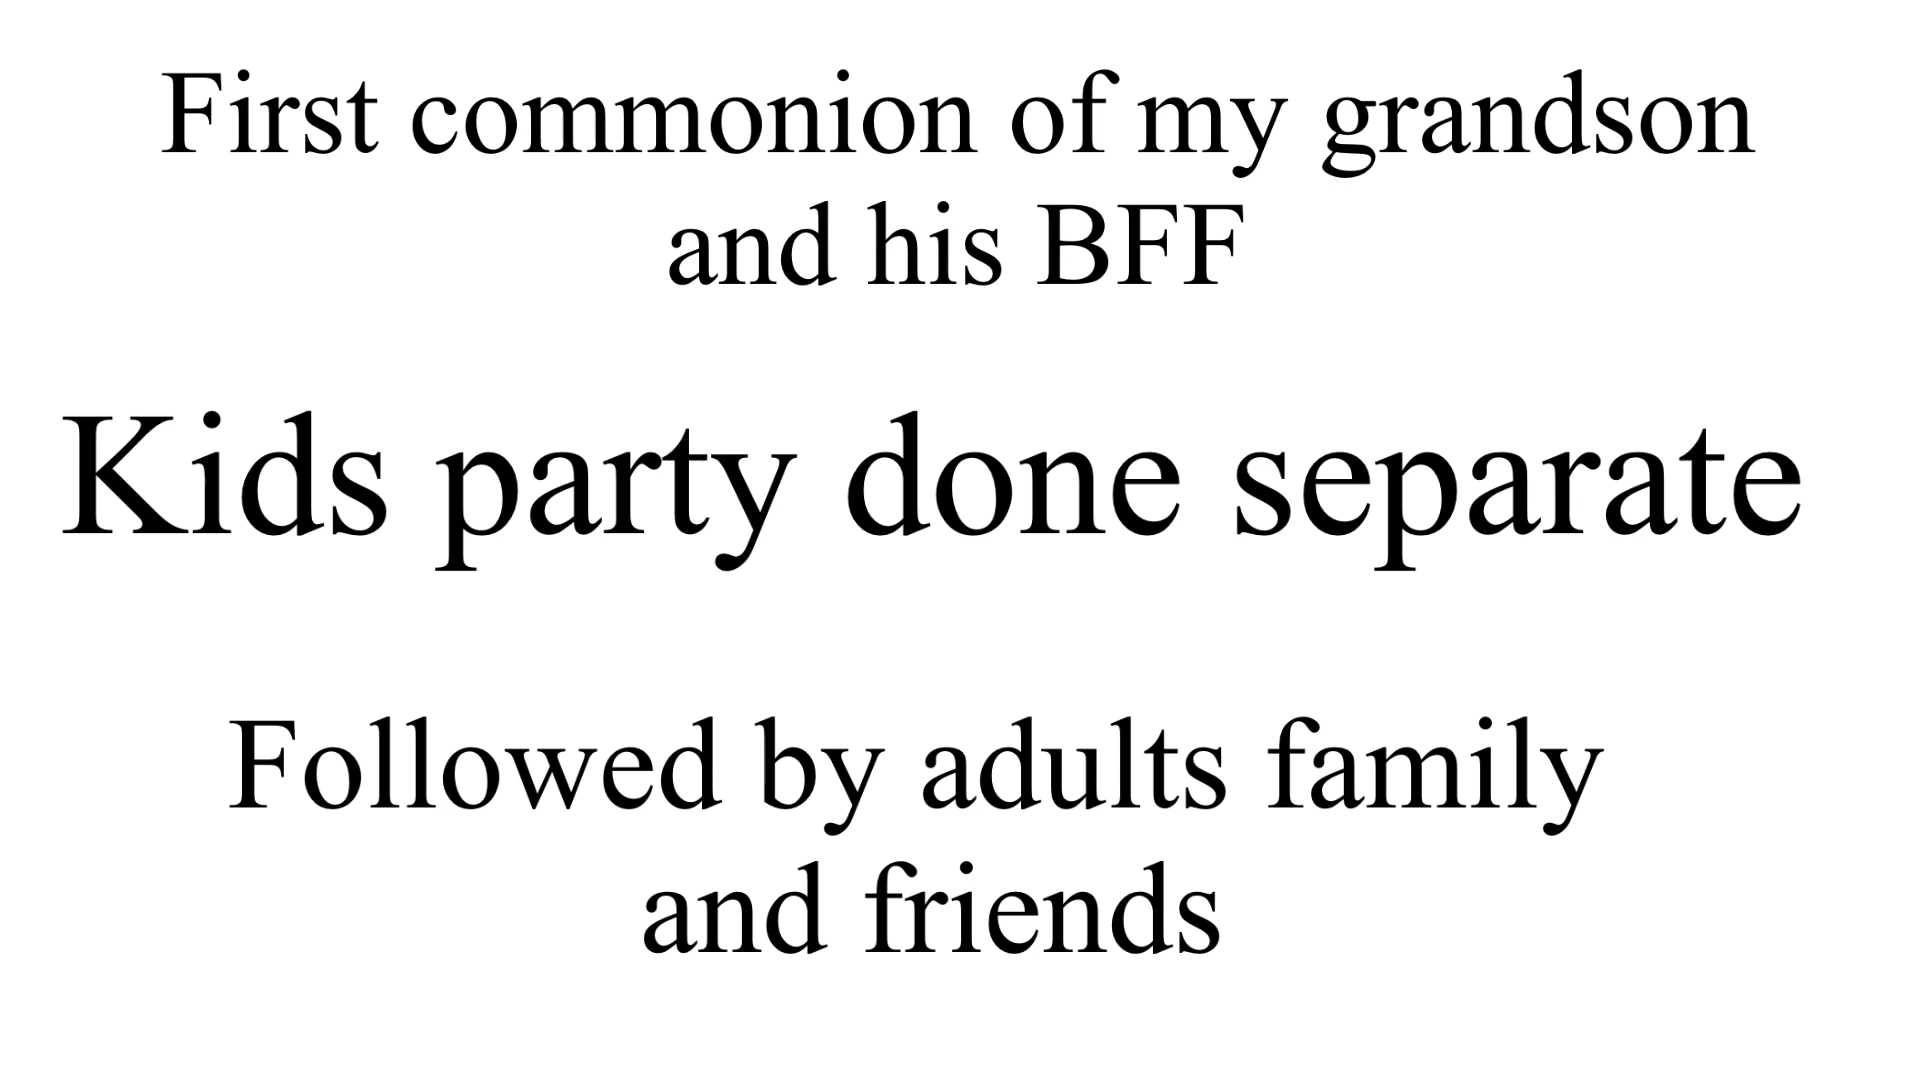 First commonion of my grandson
and his BFF
Kids party done separate
Followed by adults family
and friends